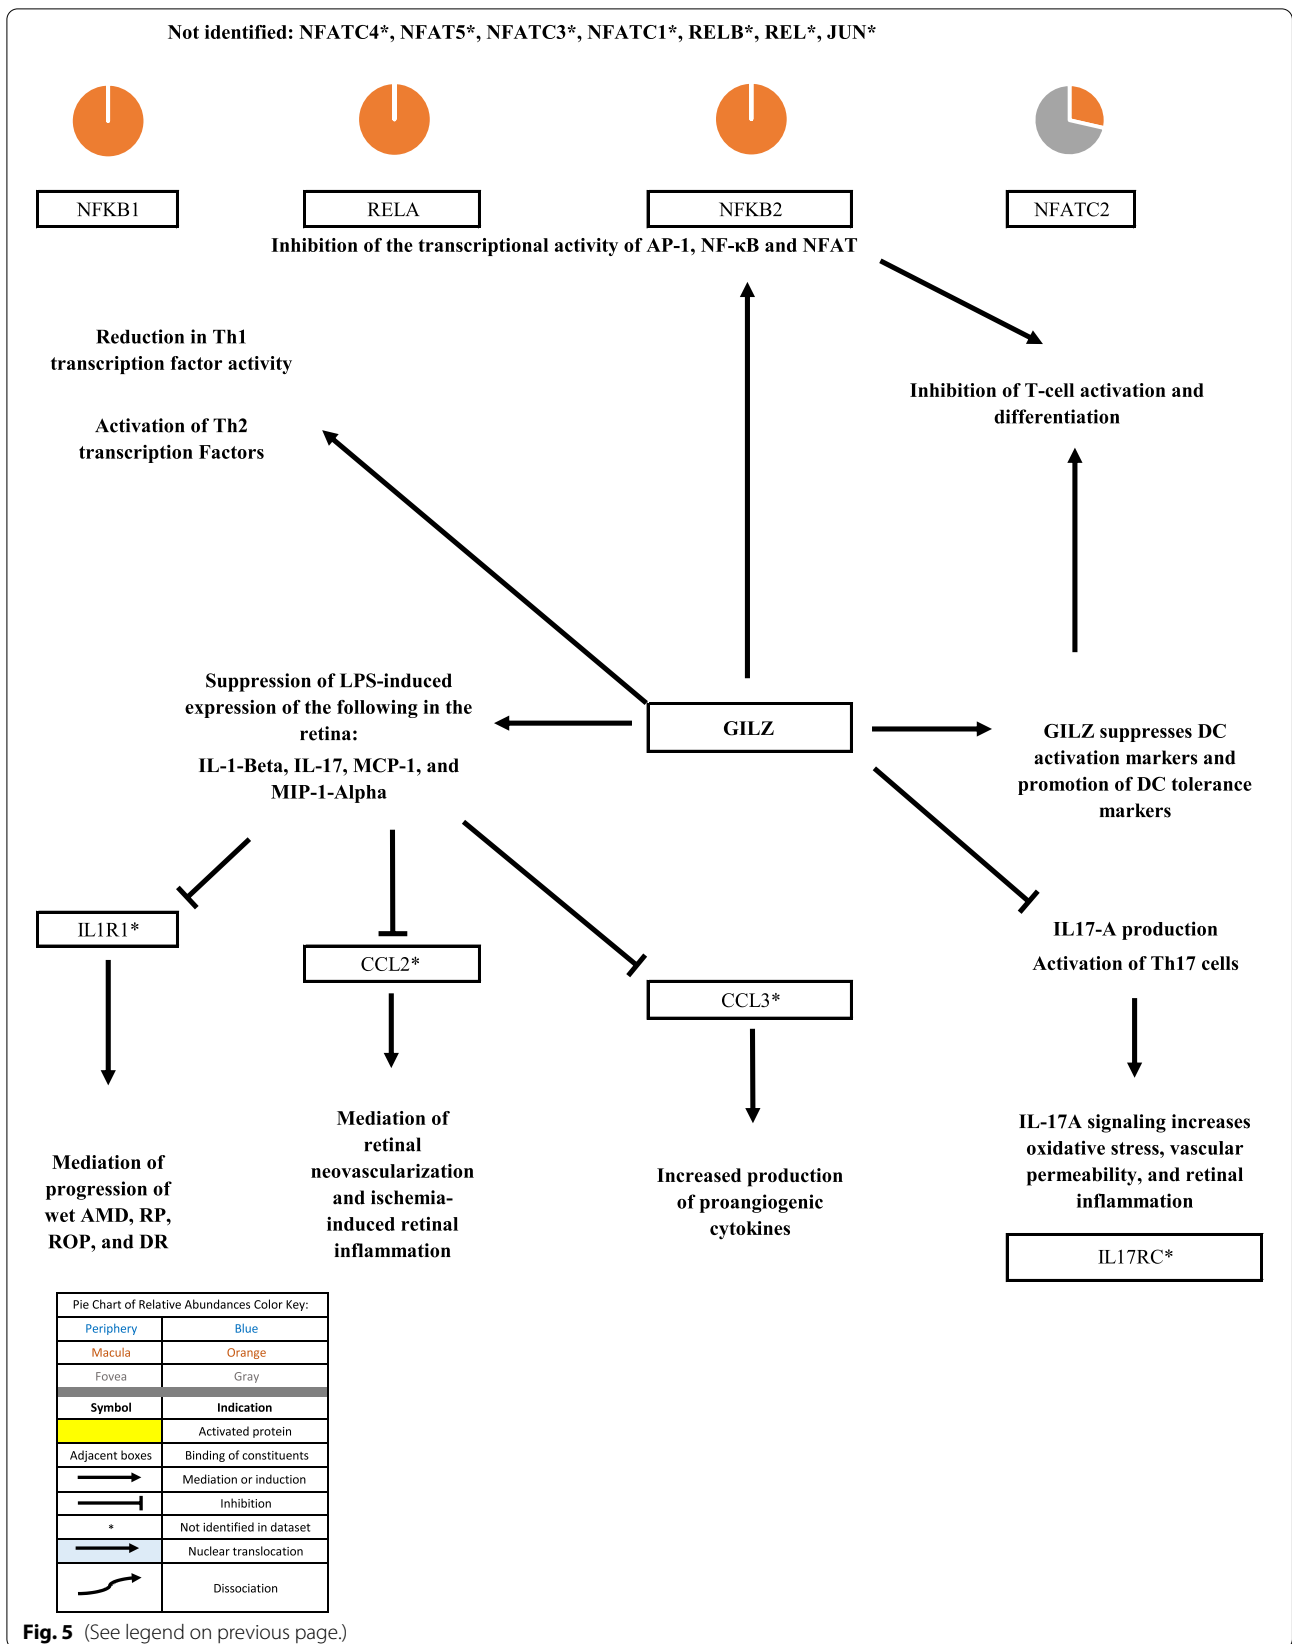 Not identified: NFATC4*, NFAT5*, NFATC3*, NFATC1*, RELB*, REL*, JUN*
NFKB1
RELA
NFKB2
NFATC2
Inhibition of the transcriptional activity of AP-1, NF-κB and NFAT
Reduction in Th1
transcription factor activity
Activation of Th2
transcription Factors
Inhibition of T-cell activation and
differentiation
Suppression of LPS-induced
expression of the following in the
retina:
IL-1-Beta, IL-17, MCP-1, and
MIP-1-Alpha
GILZ
GILZ suppresses DC
activation markers and
promotion of DC tolerance
markers
IL1R1*
CCL2*
CCL3*
IL17-A production
Activation of Th17 cells
Mediation of
progression of
wet AMD, RP,
ROP, and DR
Mediation of
retinal
neovascularization
and ischemia-
induced retinal
inflammation
Increased production
of proangiogenic
cytokines
IL-17A signaling increases
oxidative stress, vascular
permeability, and retinal
inflammation
IL17RC*
Pie Chart of Relative Abundances Color Key:
Periphery Blue
Macula Orange
Fovea Gray
Symbol Indication
Activated protein
Adjacent boxes Binding of constituents
Mediation or induction
Inhibition
* Not identified in dataset
Nuclear translocation
Dissociation
Fig. 5 (See legend on previous page.)